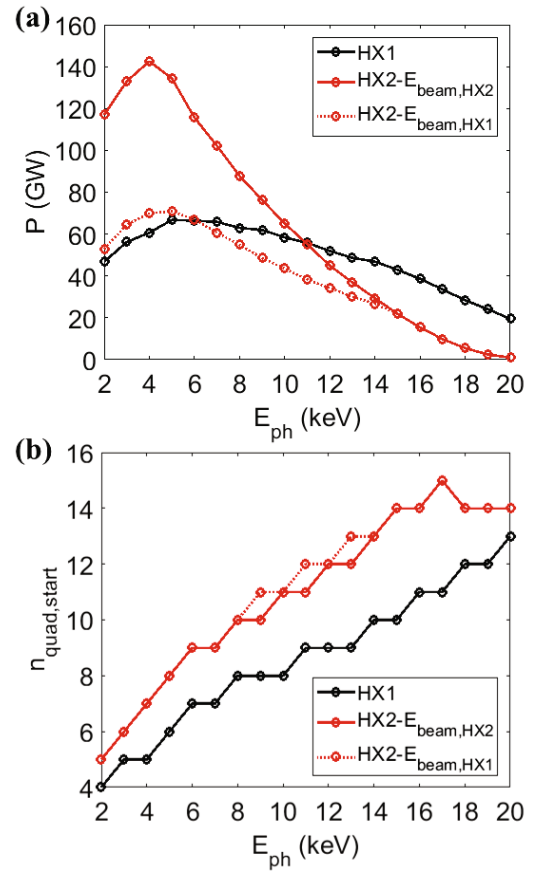 (a)
160
140
120
100
80
60
40
20
0
P (GW)
HX1
HX2-E_beam,HX2
HX2-E_beam,HX1
2 4 6 8 10 12 14 16 18 20
E_ph (keV)
(b)
16
14
12
10
8
6
4
n_quad,start
HX1
HX2-E_beam,HX2
HX2-E_beam,HX1
2 4 6 8 10 12 14 16 18 20
E_ph (keV)